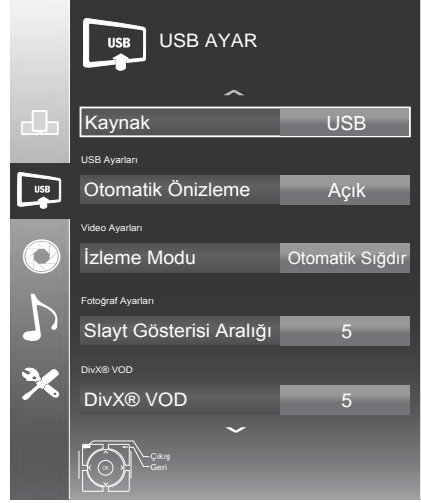 USB USB AYAR
Kaynak USB
USB Ayarları
USB
Otomatik Önizleme Açık
Video Ayarları
İzleme Modu Otomatik Sığdır
Fotoğraf Ayarları
Slayt Gösterisi Aralığı 5
DivX® VOD
DivX® VOD 5
Çıkış
OK
Geri